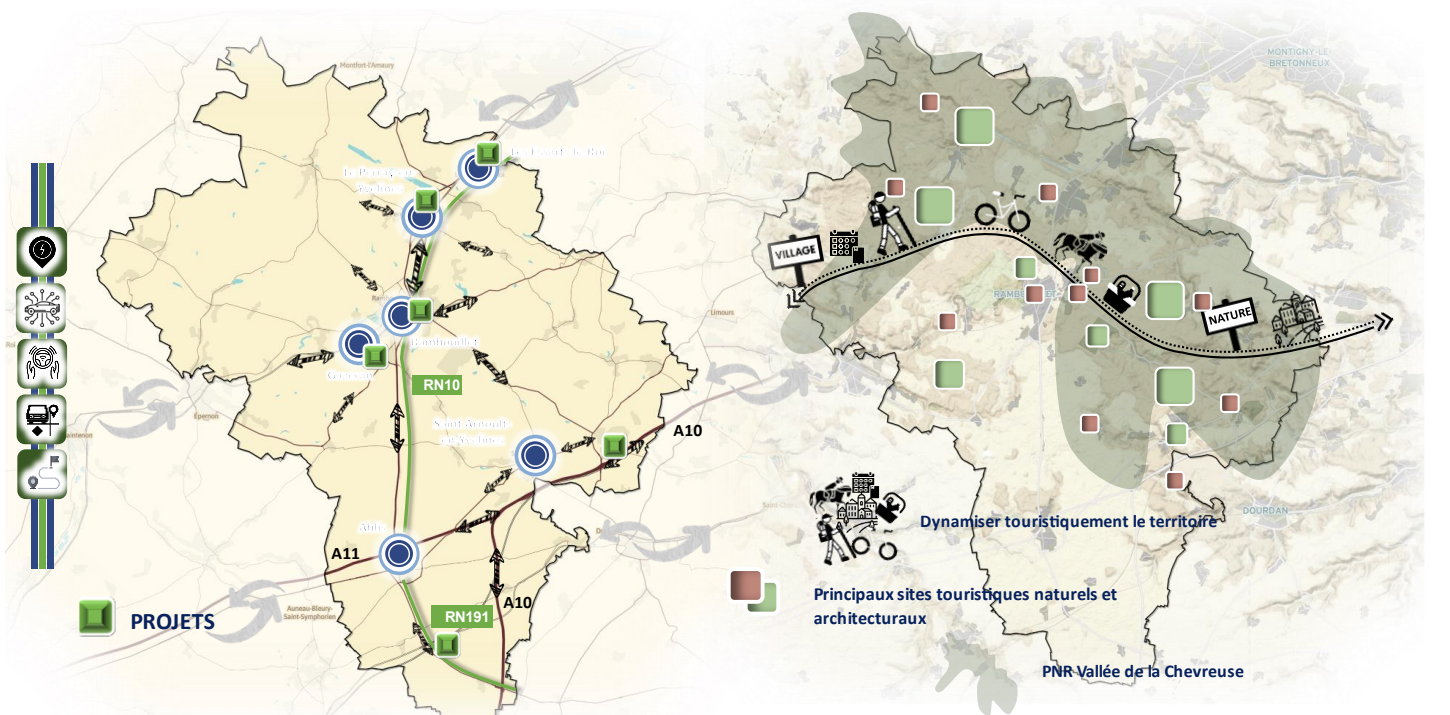 Montfort-l'Amaury
MONTIGNY-LE
BRETONNEUX
Le Perray-en-
Yvelines
VILLAGE
NATURE
Limours
Rambouillet
Gazeran
RN10
Epernon
Saint-Arnoult-
en-Yvelines
A10
Ablis
A11
A10
DOURDAN
Auneau-Bleury-
Saint-Symphorien
RN191
PROJETS
Dynamiser touristiquement le territoire
Principaux sites touristiques naturels et
architecturaux
PNR Vallée de la Chevreuse